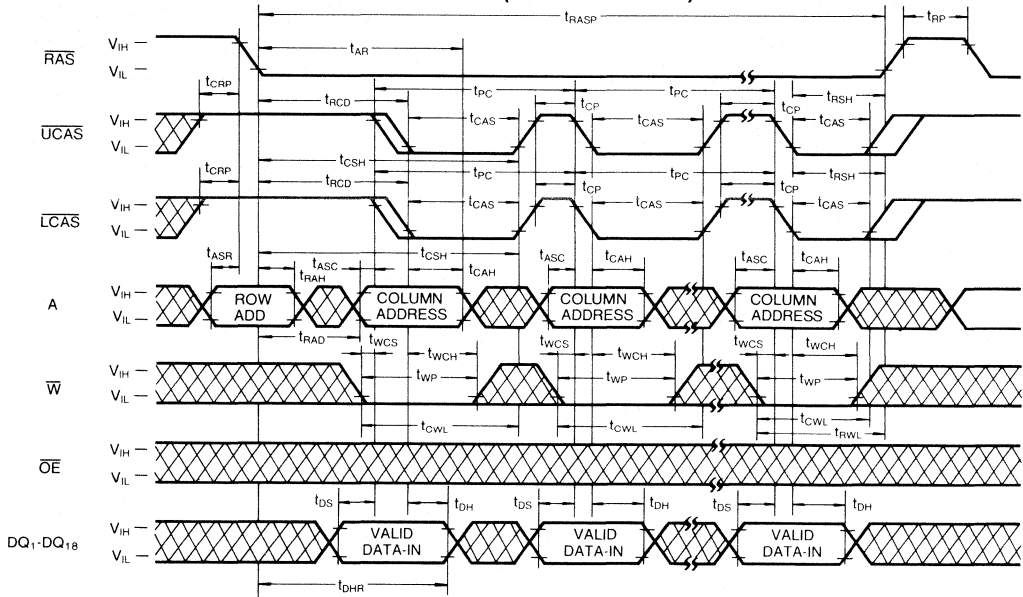 tRASP
tRP
tAR
RAS
VIH
VIL
tCRP
tRCD
tPC
tPC
tRSH
tCP
tCP
UCAS
VIH
VIL
tCAS
tCAS
tCAS
tCSH
tCRP
tRCD
tPC
tPC
tRSH
tCP
tCP
LCAS
VIH
VIL
tCAS
tCAS
tCAS
tCSH
tASR
tRAH
tASC
tCAH
tASC
tCAH
tASC
tCAH
A
VIH
VIL
ROW ADD
COLUMN ADDRESS
COLUMN ADDRESS
COLUMN ADDRESS
tRAD
tWCS
tWCH
tWCS
tWCH
tWCS
tWCH
W
VIH
VIL
tWP
tWP
tWP
tCWL
tCWL
tCWL
tRWL
OE
VIH
VIL
tDS
tDH
tDS
tDH
tDS
tDH
DQ1-DQ18
VIH
VIL
VALID DATA-IN
VALID DATA-IN
VALID DATA-IN
tDHR